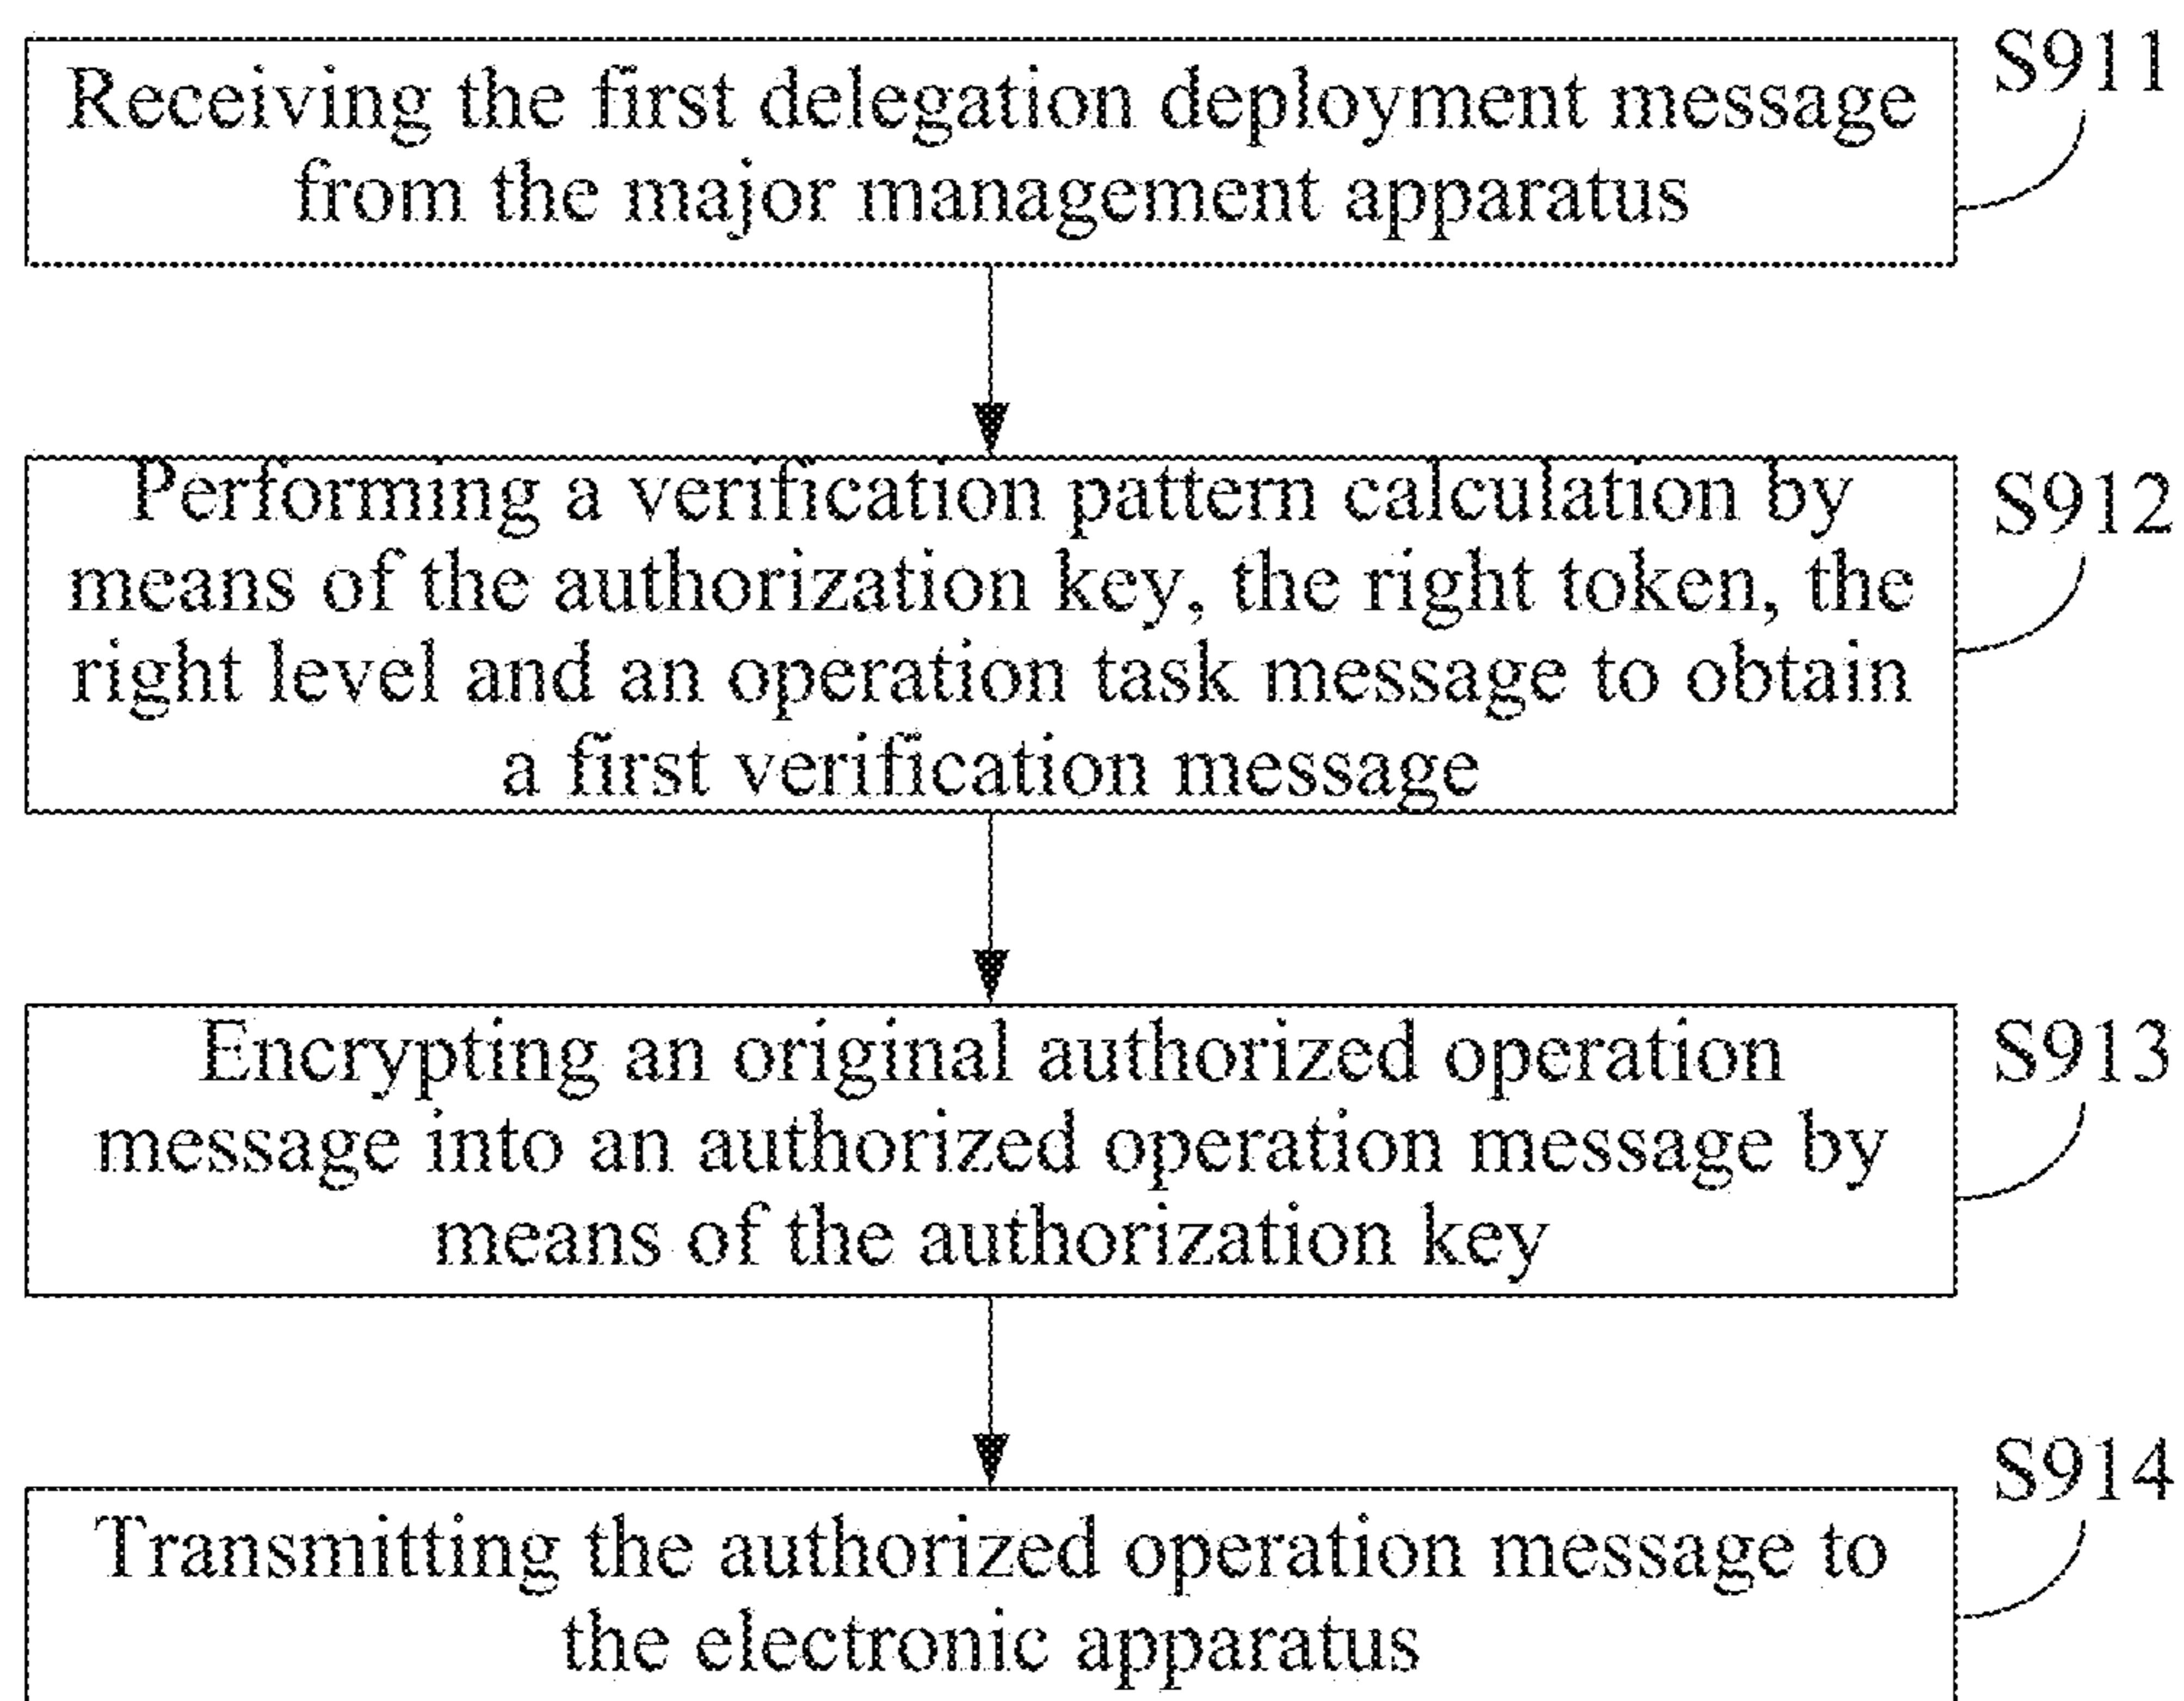 Receiving the first delegation deployment message
from the major management apparatus
S911
Performing a verification pattern calculation by
means of the authorization key, the right token, the
right level and an operation task message to obtain
a first verification message
S912
Encrypting an original authorized operation
message into an authorized operation message by
means of the authorization key
S913
Transmitting the authorized operation message to
the electronic apparatus
S914